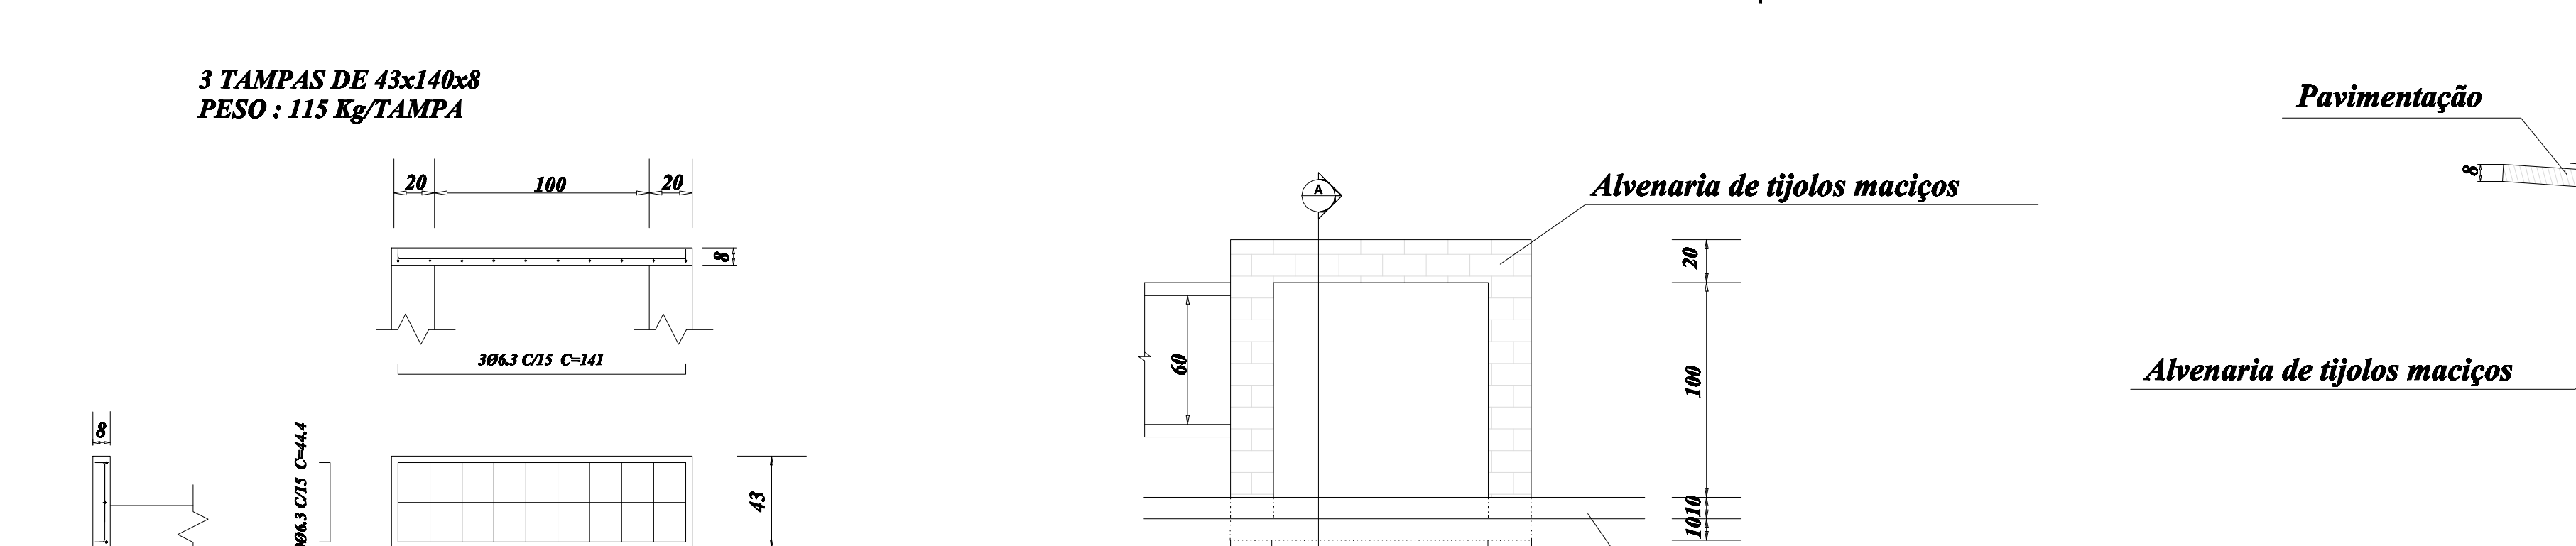 3 TAMPAS DE 43x140x8
PESO : 115 Kg/TAMPA
20 100 20
8
3Ø6.3 C/15 C=141
8
Ø6.3 C/15 C=44.4
43
A
Alvenaria de tijolos maciços
60
20
100
10
10
Pavimentação
8
Alvenaria de tijolos maciços